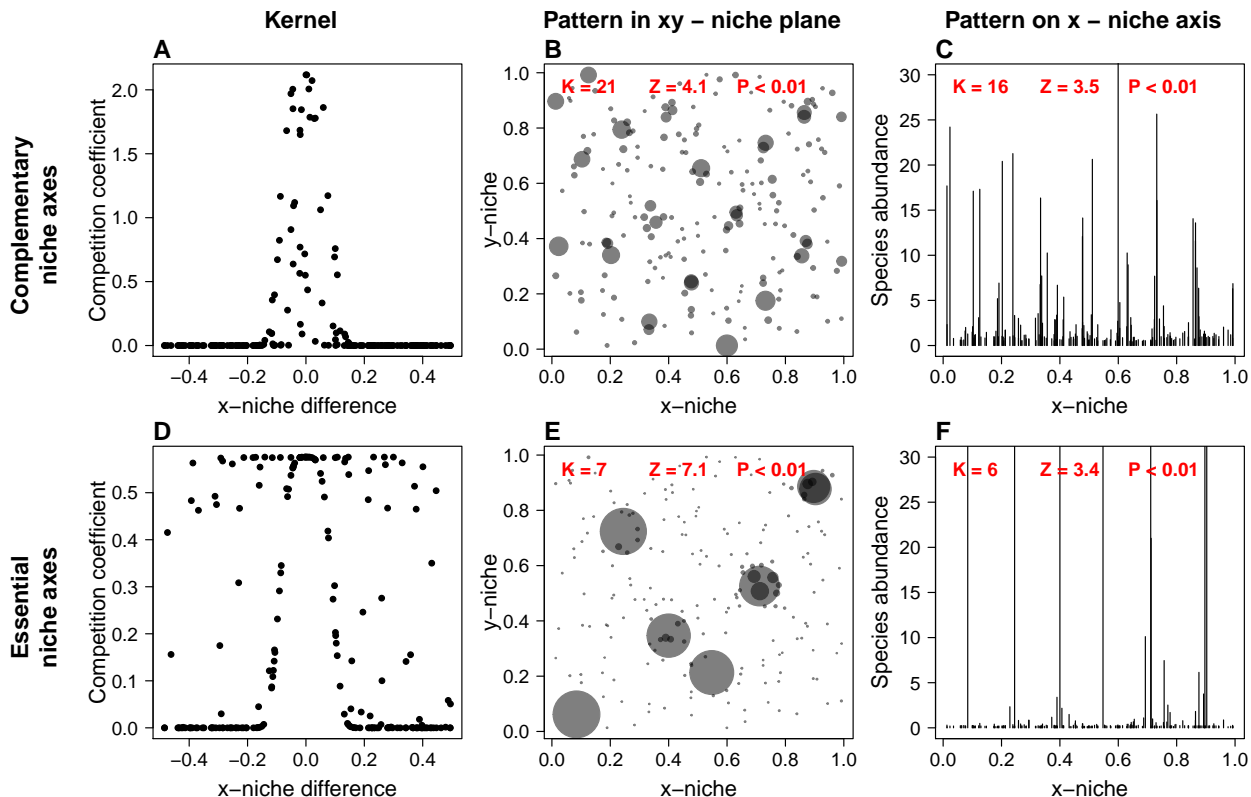 Kernel
Pattern in xy − niche plane
Pattern on x − niche axis
Complementary
niche axes
A
Competition coefficient
2.0
1.5
1.0
0.5
0.0
−0.4 −0.2 0.0 0.2 0.4
x−niche difference
B
K = 21 Z = 4.1 P < 0.01
y−niche
1.0
0.8
0.6
0.4
0.2
0.0
0.0 0.2 0.4 0.6 0.8 1.0
x−niche
C
K = 16 Z = 3.5 P < 0.01
Species abundance
30
25
20
15
10
5
0
0.0 0.2 0.4 0.6 0.8 1.0
x−niche
Essential
niche axes
D
Competition coefficient
0.5
0.4
0.3
0.2
0.1
0.0
−0.4 −0.2 0.0 0.2 0.4
x−niche difference
E
K = 7 Z = 7.1 P < 0.01
y−niche
1.0
0.8
0.6
0.4
0.2
0.0
0.0 0.2 0.4 0.6 0.8 1.0
x−niche
F
K = 6 Z = 3.4 P < 0.01
Species abundance
30
25
20
15
10
5
0
0.0 0.2 0.4 0.6 0.8 1.0
x−niche